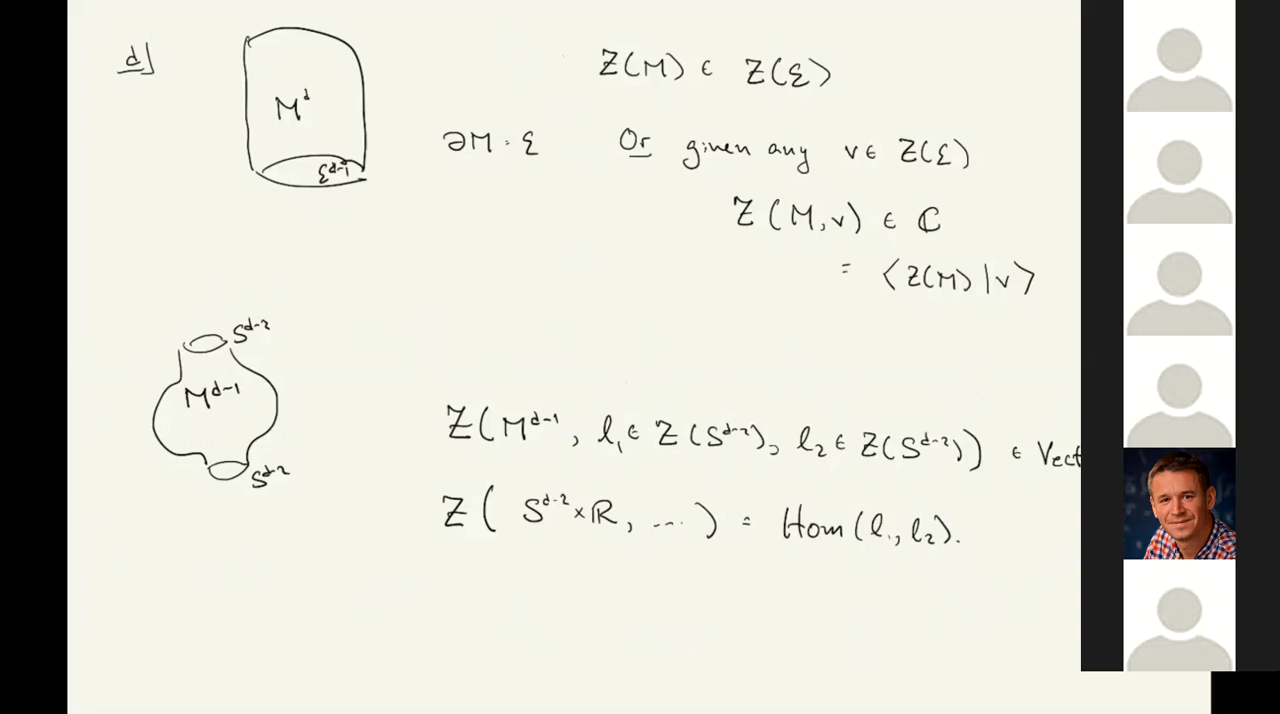 d]
M^d
Σ^{d-1}
Z(M) ∈ Z(Σ)
∂M = Σ Or given any v ∈ Z(Σ)
Z(M, v) ∈ ℂ
= ⟨Z(M) | v⟩
S^{d-2}
M^{d-1}
S^{d-2}
Z(M^{d-1}, l_1 ∈ Z(S^{d-2}), l_2 ∈ Z(S^{d-2})) ∈ Vect
Z(S^{d-2} × ℝ, ....) = Hom(l_1, l_2).